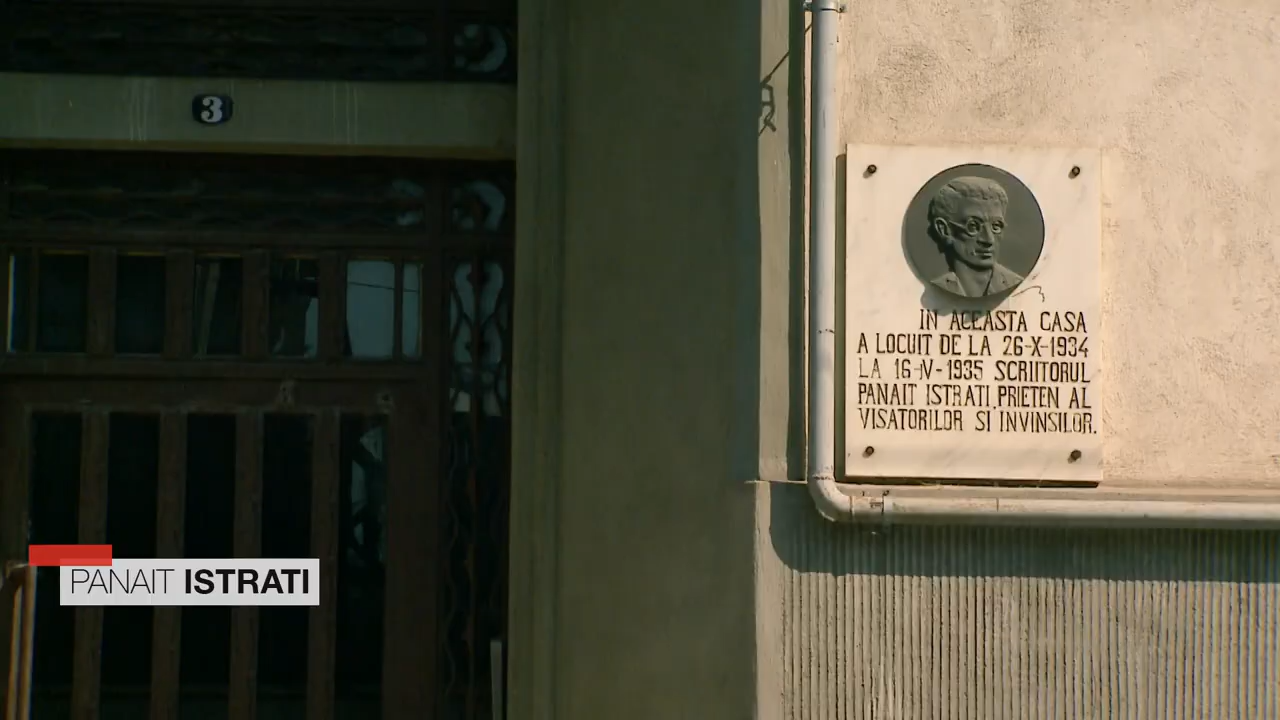 3
IN ACEASTA CASA
A LOCUIT DE LA 26-X-1934
LA 16-IV-1935 SCRIITORUL
PANAIT ISTRATI, PRIETEN AL
VISATORILOR SI INVINSILOR.
PANAIT ISTRATI